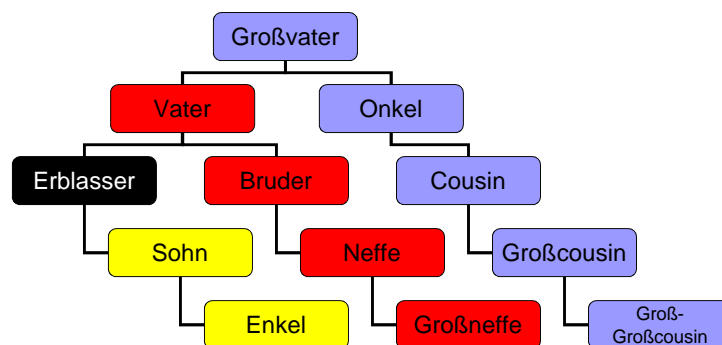 Großvater
Vater
Onkel
Erblasser
Bruder
Cousin
Sohn
Neffe
Großcousin
Enkel
Großneffe
Groß-
Großcousin